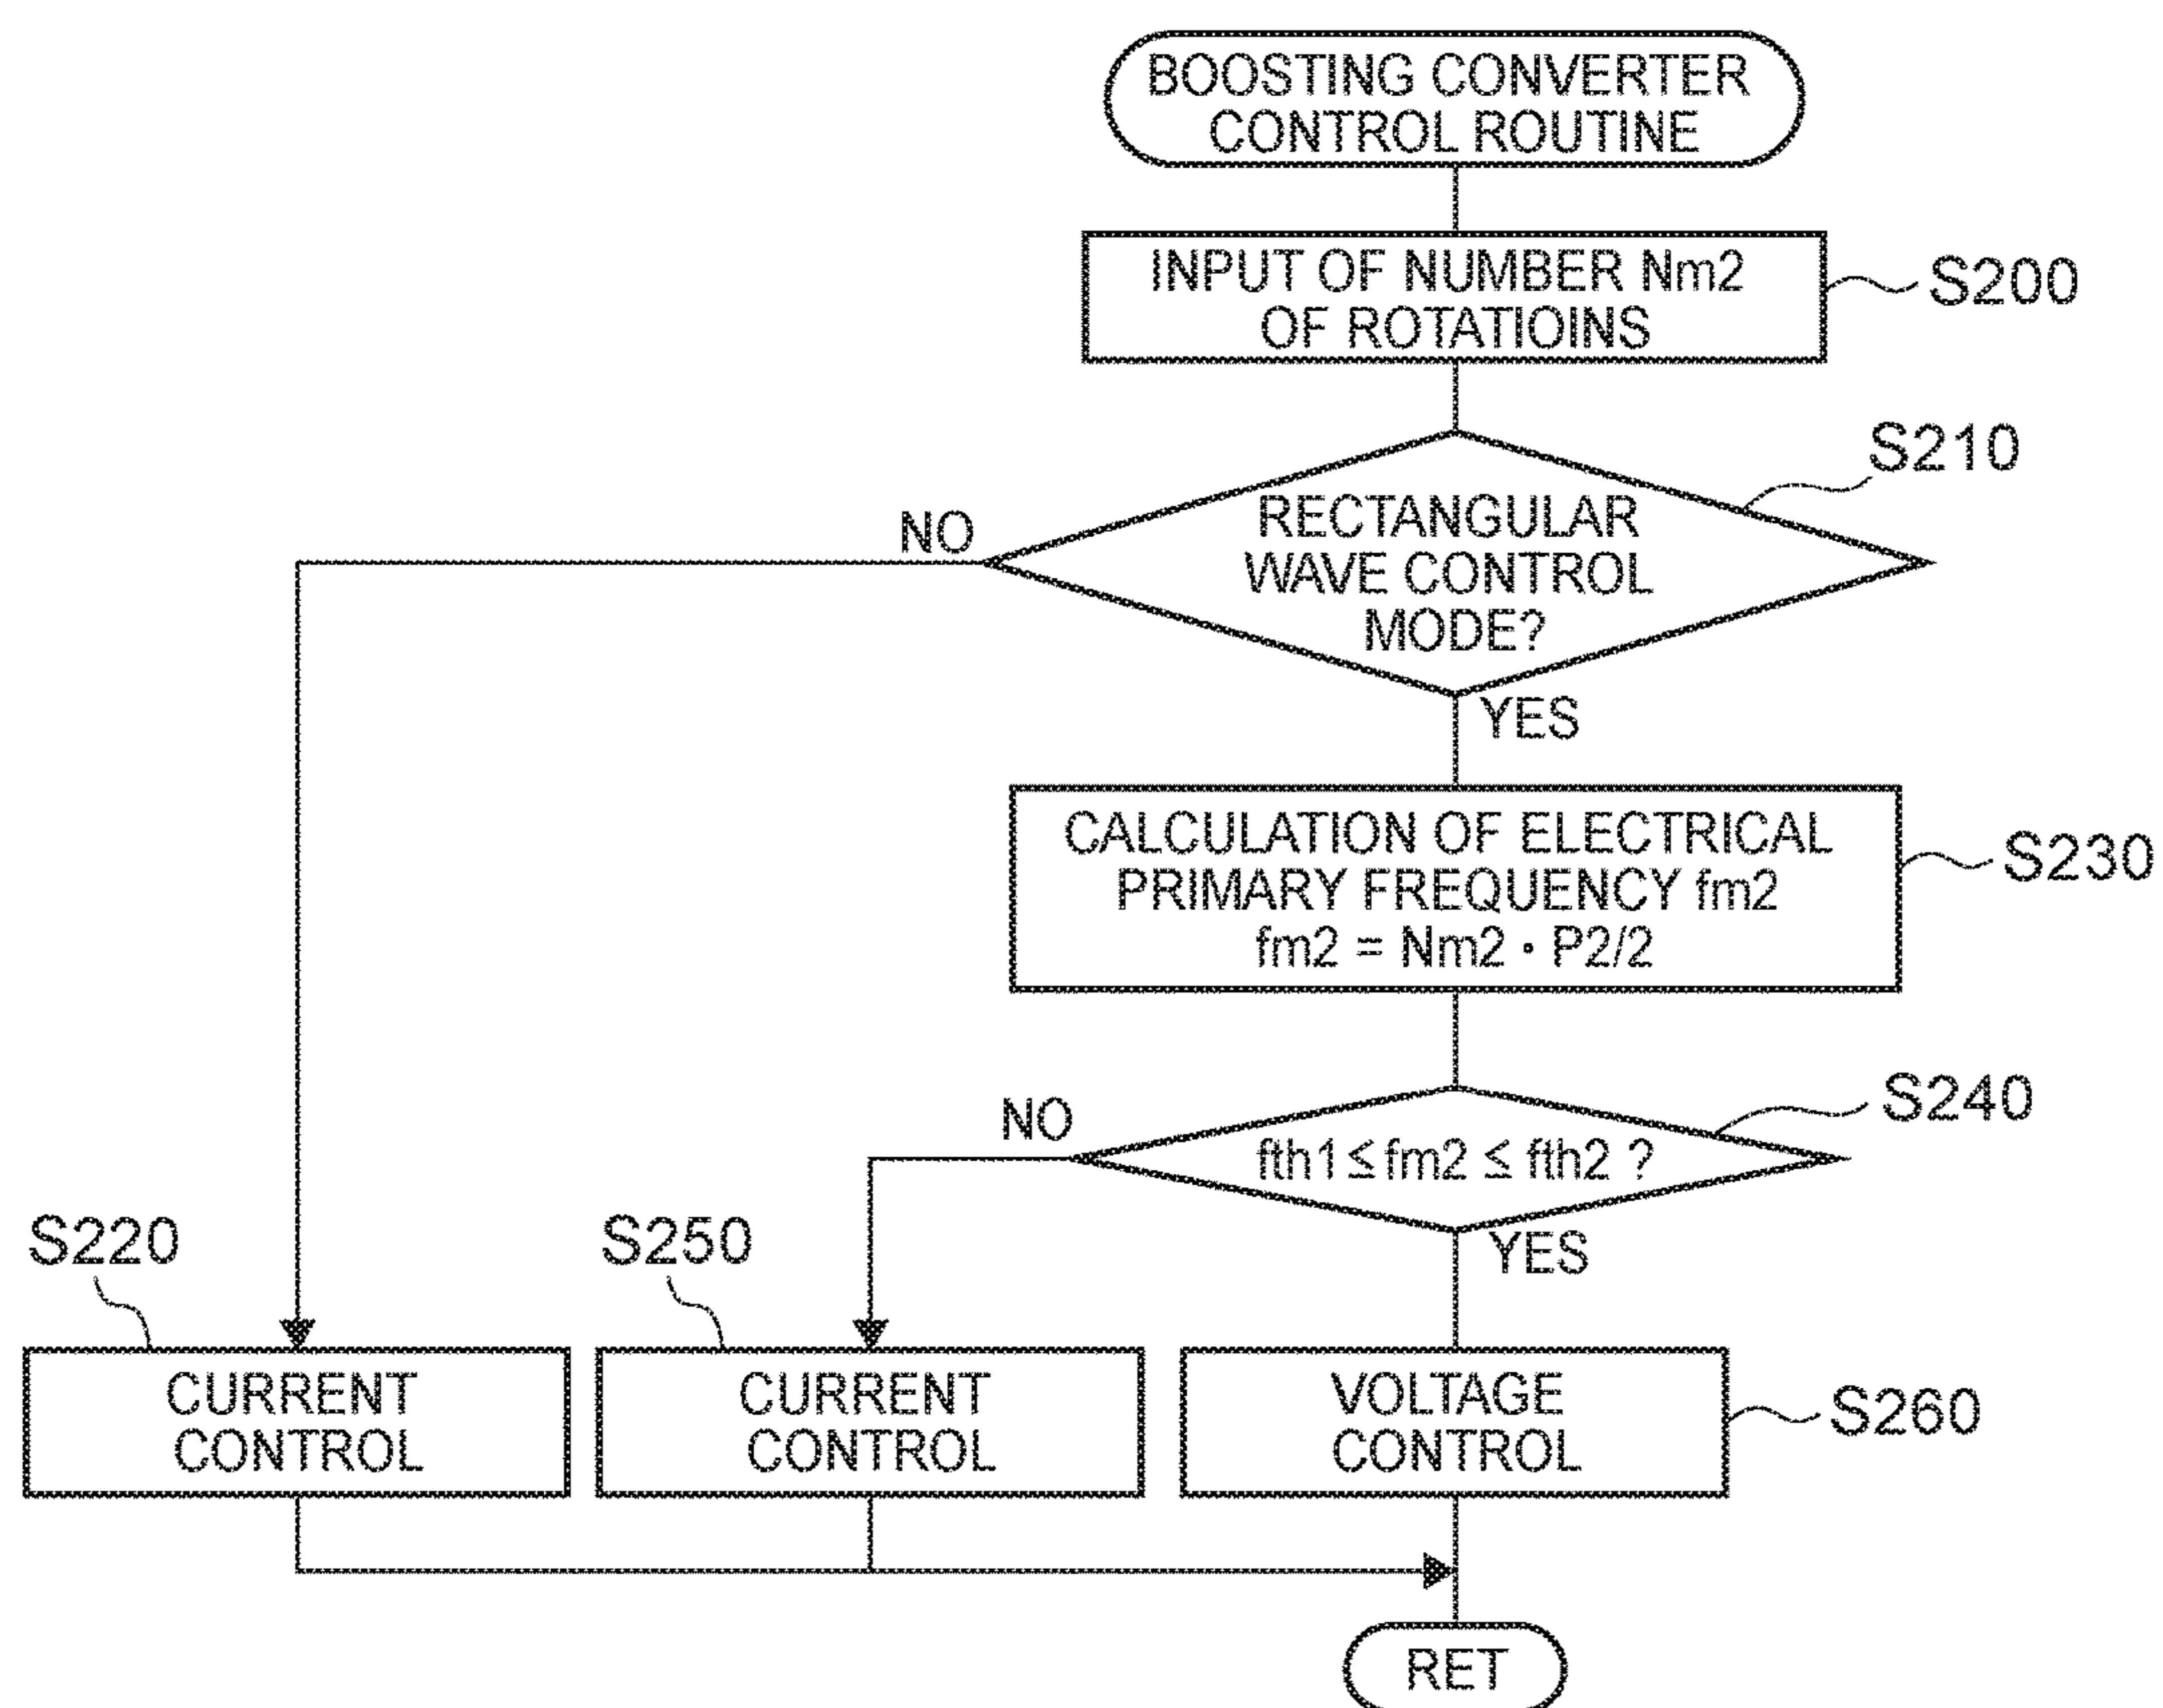 BOOSTING CONVERTER
CONTROL ROUTINE
INPUT OF NUMBER Nm2
OF ROTATIOINS
S200
S210
RECTANGULAR
WAVE CONTROL
MODE?
NO
YES
CALCULATION OF ELECTRICAL
PRIMARY FREQUENCY fm2
fm2 = Nm2・P2/2
S230
S240
fth1≤fm2 ≤ fth2 ?
NO
YES
S220
CURRENT
CONTROL
S250
CURRENT
CONTROL
VOLTAGE
CONTROL
S260
RET